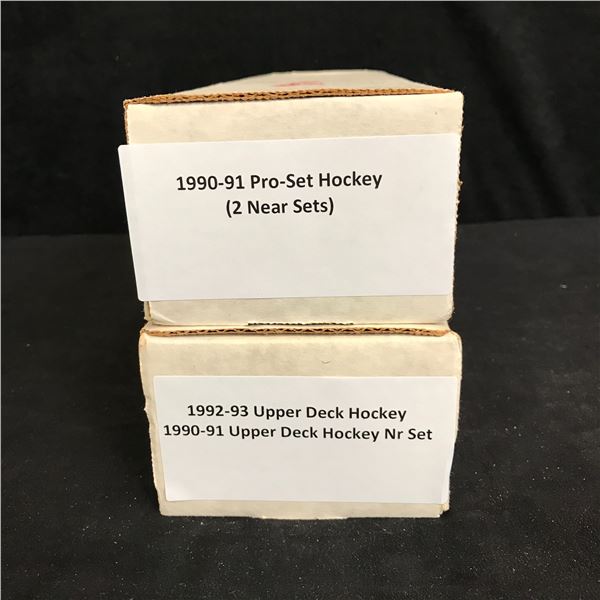 1990-91 Pro-Set Hockey
(2 Near Sets)
1992-93 Upper Deck Hockey
1990-91 Upper Deck Hockey Nr Set